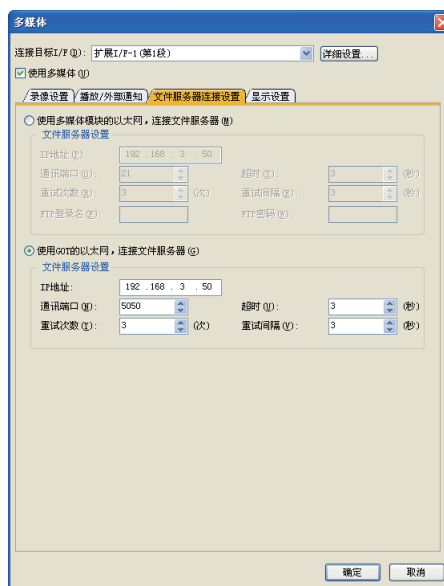 多媒体
连接目标I/F(D): 扩展I/F-1(第1段) 详细设置...
使用多媒体(U)
录像设置 播放/外部通知 文件服务器连接设置 显示设置
使用多媒体模块的以太网,连接文件服务器(M)
文件服务器设置
IP地址(P) 192 .168 . 3 . 50
通讯端口(O): 21 超时(T): 3 (秒)
重试次数(R): 3 (次) 重试间隔(E): 3 (秒)
FTP登录名(F): FTP密码(V):
使用GOT的以太网,连接文件服务器(G)
文件服务器设置
IP地址: 192 .168 . 3 . 50
通讯端口(N): 5050 超时(U): 3 (秒)
重试次数(Y): 3 (次) 重试间隔(V): 3 (秒)
确定 取消